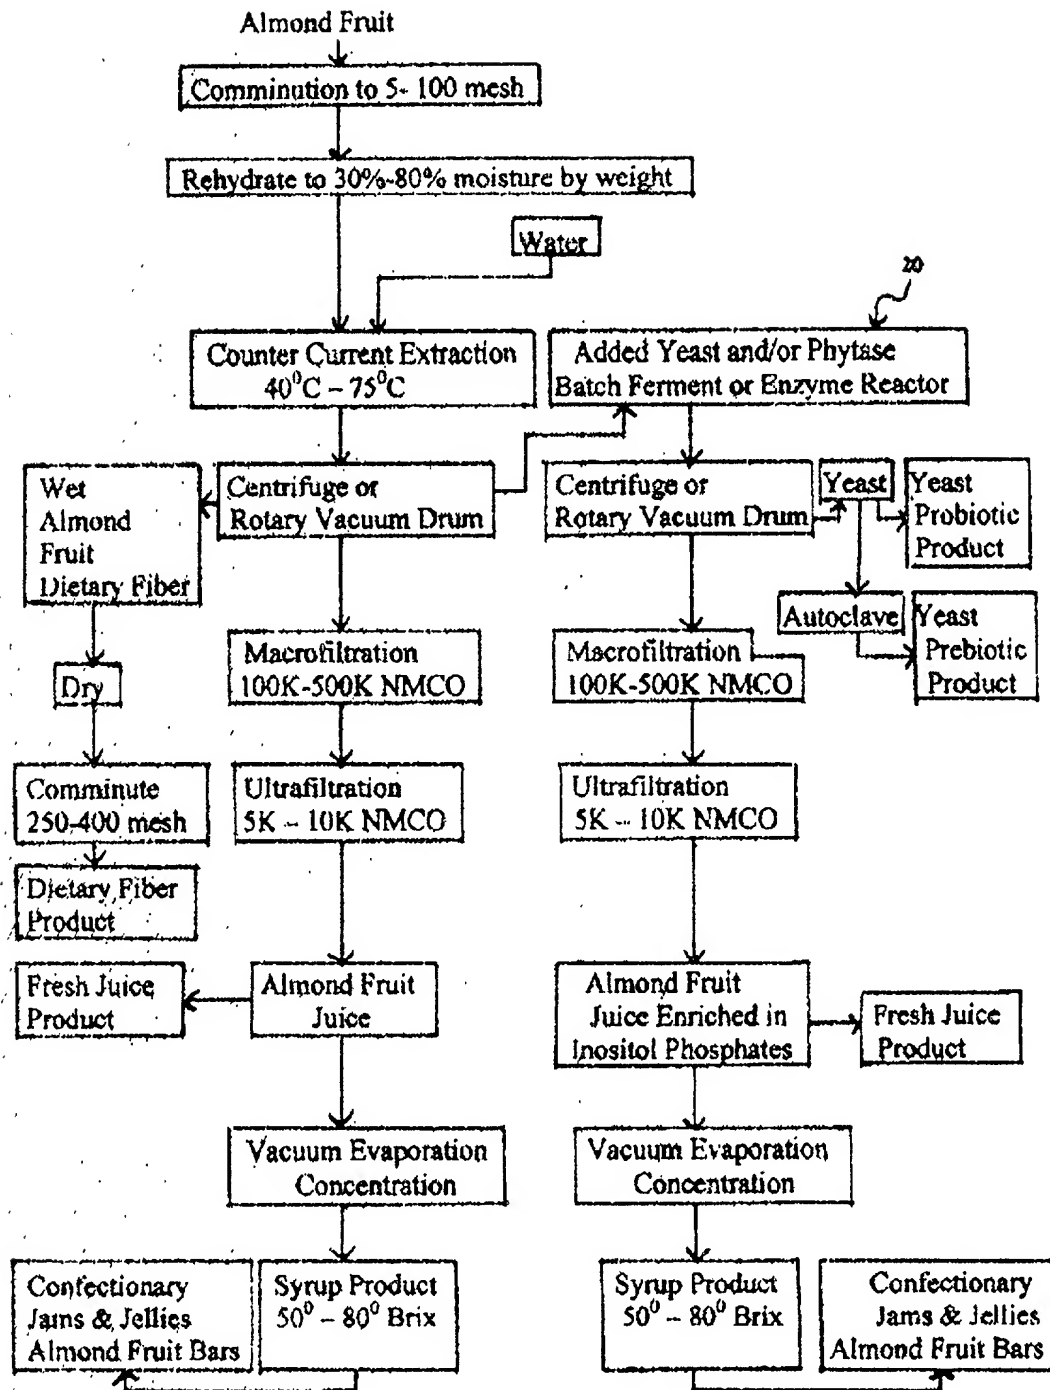 Almond Fruit
Comminution to 5- 100 mesh
Rehydrate to 30%-80% moisture by weight
Water
20
Counter Current Extraction
40⁰C – 75⁰C
Added Yeast and/or Phytase
Batch Ferment or Enzyme Reactor
Wet
Almond
Fruit
Dietary Fiber
Centrifuge or
Rotary Vacuum Drum
Centrifuge or
Rotary Vacuum Drum
Yeast
Yeast
Probiotic
Product
Autoclave
Yeast
Prebiotic
Product
Dry
Macrofiltration
100K-500K NMCO
Macrofiltration
100K-500K NMCO
Comminute
250-400 mesh
Ultrafiltration
5K – 10K NMCO
Ultrafiltration
5K – 10K NMCO
Dietary Fiber
Product
Fresh Juice
Product
Almond Fruit
Juice
Almond Fruit
Juice Enriched in
Inositol Phosphates
Fresh Juice
Product
Vacuum Evaporation
Concentration
Vacuum Evaporation
Concentration
Confectionary
Jams & Jellies
Almond Fruit Bars
Syrup Product
50⁰ – 80⁰ Brix
Syrup Product
50⁰ – 80⁰ Brix
Confectionary
Jams & Jellies
Almond Fruit Bars